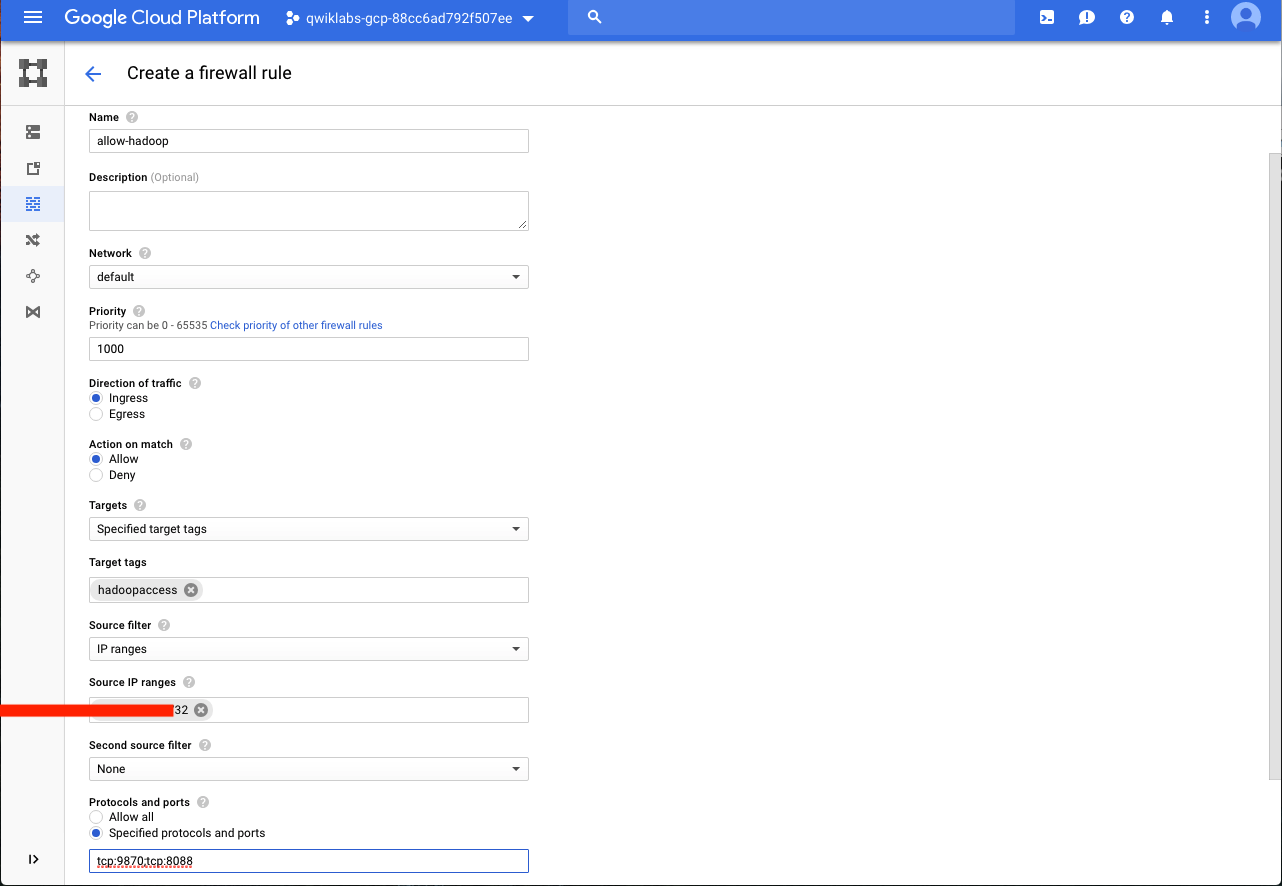 Google Cloud Platform
qwiklabs-gcp-88cc6ad792f507ee
Create a firewall rule
Name
allow-hadoop
Description (Optional)
Network
default
Priority
Priority can be 0 - 65535 Check priority of other firewall rules
1000
Direction of traffic
Ingress
Egress
Action on match
Allow
Deny
Targets
Specified target tags
Target tags
hadoopaccess
Source filter
IP ranges
Source IP ranges
32
Second source filter
None
Protocols and ports
Allow all
Specified protocols and ports
tcp:9870;tcp:8088